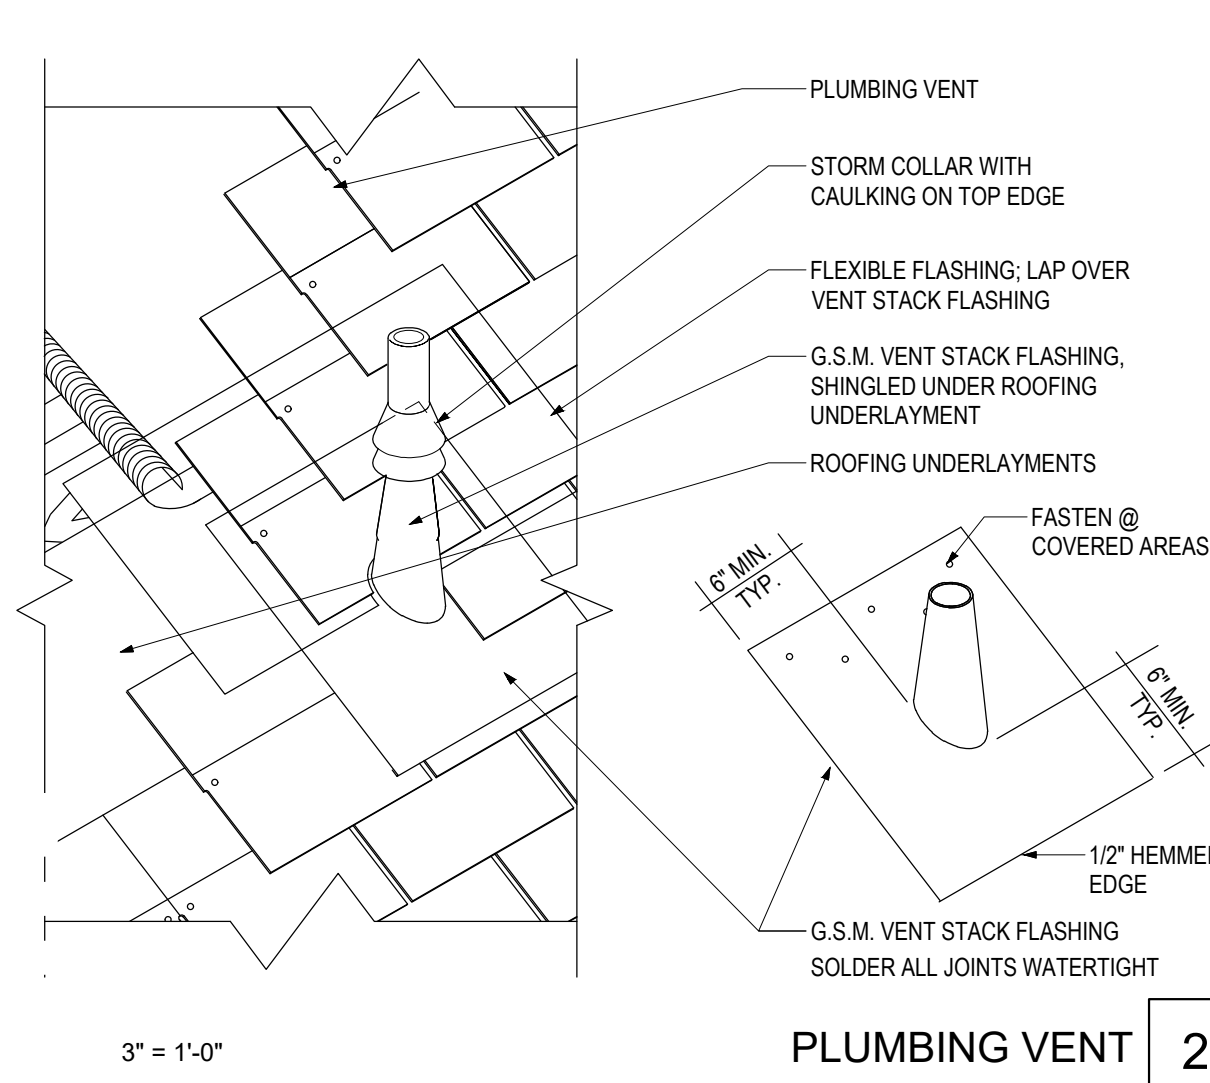 PLUMBING VENT
STORM COLLAR WITH
CAULKING ON TOP EDGE
FLEXIBLE FLASHING; LAP OVER
VENT STACK FLASHING
G.S.M. VENT STACK FLASHING,
SHINGLED UNDER ROOFING
UNDERLAYMENT
ROOFING UNDERLAYMENTS
FASTEN @
COVERED AREAS
6" MIN.
TYP.
6" MIN.
TYP.
1/2" HEMME
EDGE
G.S.M. VENT STACK FLASHING
SOLDER ALL JOINTS WATERTIGHT
3" = 1'-0"
PLUMBING VENT
2